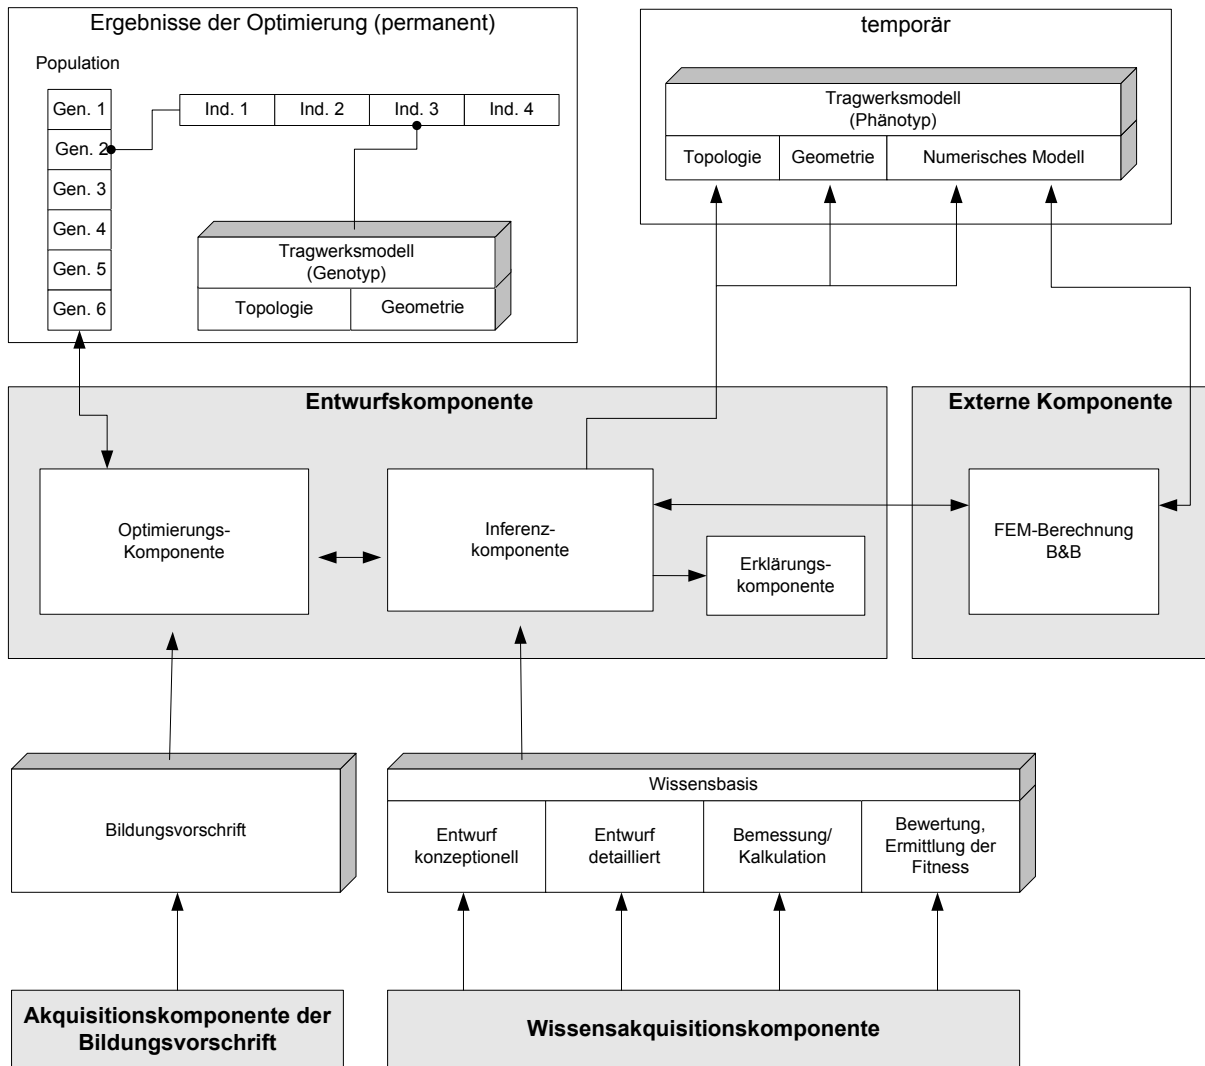 Ergebnisse der Optimierung (permanent)
Population
Gen. 1
Gen. 2
Gen. 3
Gen. 4
Gen. 5
Gen. 6
Ind. 1
Ind. 2
Ind. 3
Ind. 4
Tragwerksmodell
(Genotyp)
Topologie
Geometrie
temporär
Tragwerksmodell
(Phänotyp)
Topologie
Geometrie
Numerisches Modell
Entwurfskomponente
Optimierungs-
Komponente
Inferenz-
komponente
Erklärungs-
komponente
Externe Komponente
FEM-Berechnung
B&B
Bildungsvorschrift
Wissensbasis
Entwurf
konzeptionell
Entwurf
detailliert
Bemessung/
Kalkulation
Bewertung,
Ermittlung der
Fitness
Akquisitionskomponente der
Bildungsvorschrift
Wissensakquisitionskomponente